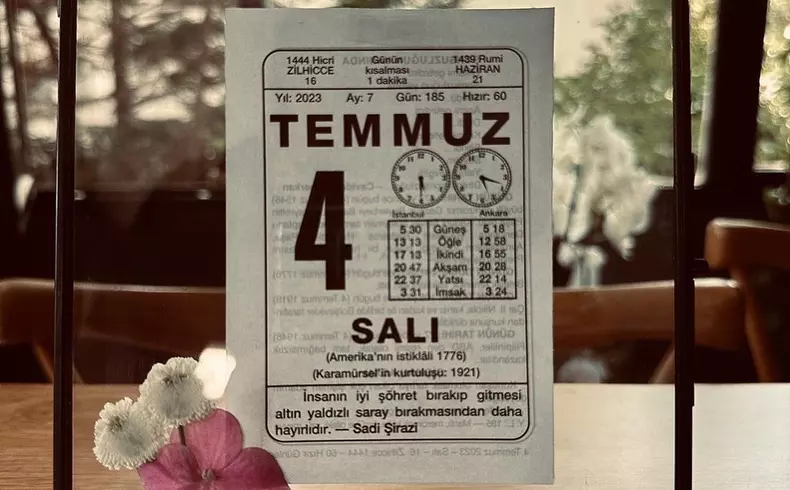 1444 Hicri Günün 1439 Rumi
ZİLHİCCE kısalması HAZİRAN
16 1 dakika 21
Yıl: 2023 Ay: 7 Gün: 185 Hızır: 60
TEMMUZ
4
İstanbul Ankara
5 30 Güneş 5 18
13 13 Öğle 12 58
17 13 İkindi 16 55
20 47 Akşam 20 28
22 37 Yatsı 22 14
3 31 İmsak 3 24
SALI
(Amerika'nın istiklâli 1776)
(Karamürsel'in kurtuluşu: 1921)
İnsanın iyi şöhret bırakıp gitmesi
altın yaldızlı saray bırakmasından daha
hayırlıdır. — Sadi Şirazi